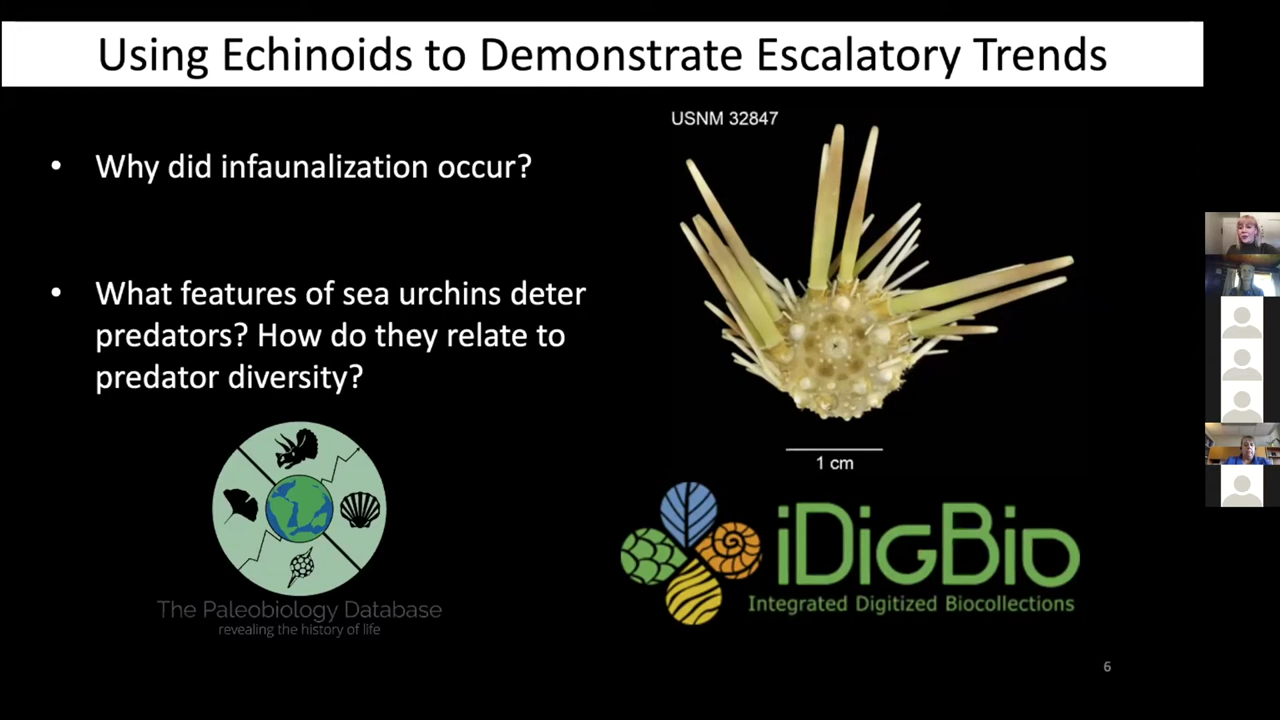 Using Echinoids to Demonstrate Escalatory Trends
USNM 32847
• Why did infaunalization occur?
• What features of sea urchins deter
predators? How do they relate to
predator diversity?
1 cm
The Paleobiology Database
revealing the history of life
iDigBio
Integrated Digitized Biocollections
6